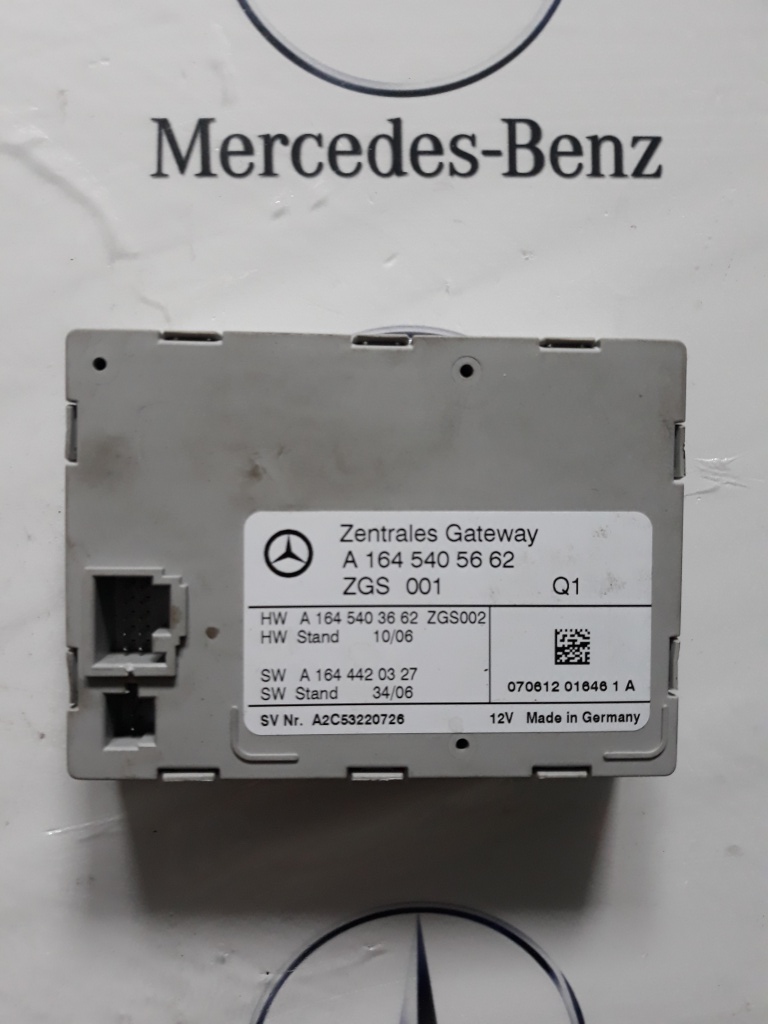 Mercedes-Benz
Zentrales Gateway
A 164 540 56 62
ZGS 001 Q1
HW A 164 540 36 62 ZGS002
HW Stand 10/06
SW A 164 442 03 27
SW Stand 34/06
070612 01646 1 A
SV Nr. A2C53220726 12V Made in Germany